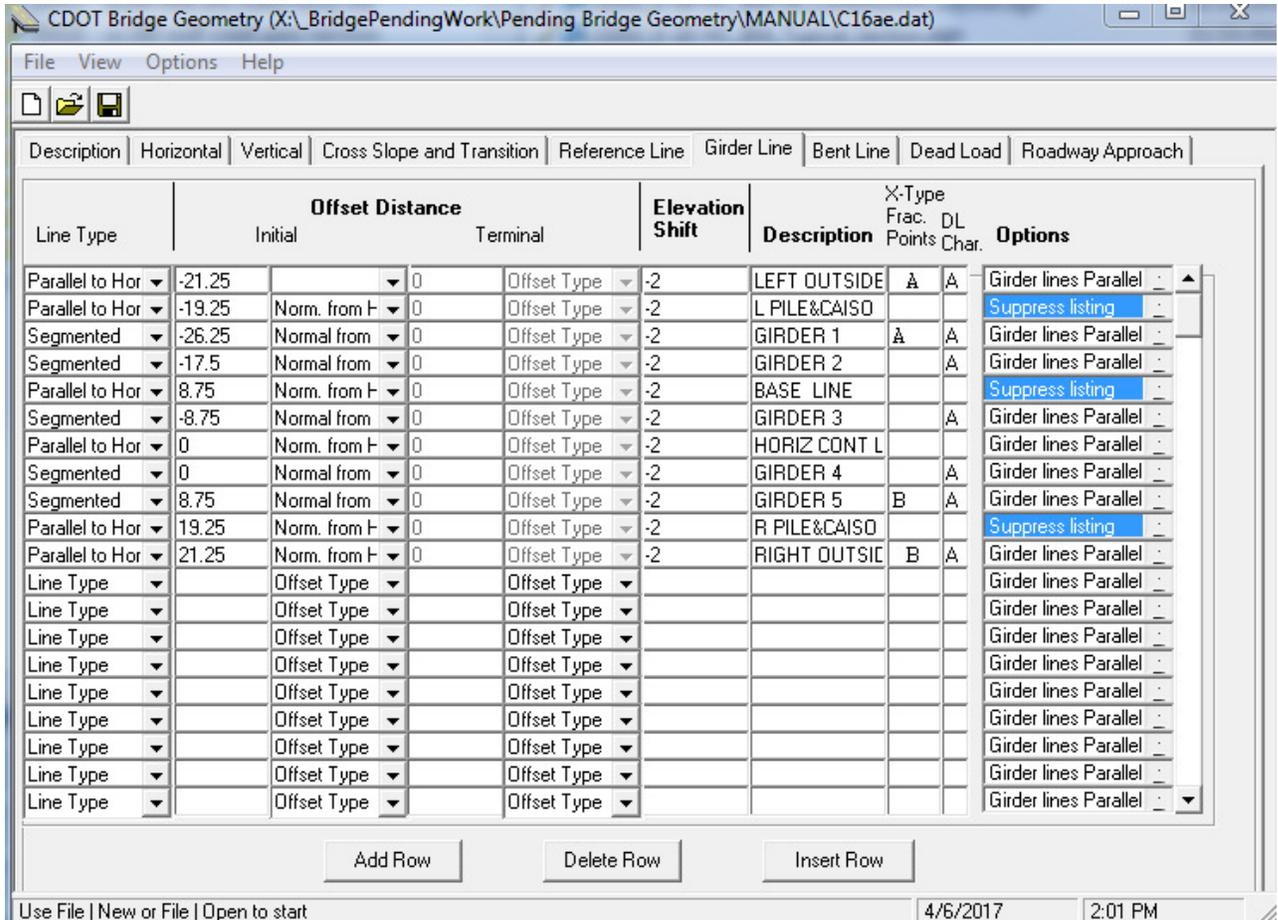 CDOT Bridge Geometry (X:\_BridgePendingWork\Pending Bridge Geometry\MANUAL\C16ae.dat)
File View Options Help
Description Horizontal Vertical Cross Slope and Transition Reference Line Girder Line Bent Line Dead Load Roadway Approach
Line Type Offset Distance Initial Terminal Elevation Shift Description X-Type Frac. Points DL Char. Options
Parallel to Hor -21.25 0 Offset Type -2 LEFT OUTSIDE A A Girder lines Parallel
Parallel to Hor -19.25 Norm. from H 0 Offset Type -2 L PILE&CAISO Suppress listing
Segmented -26.25 Normal from 0 Offset Type -2 GIRDER 1 A A Girder lines Parallel
Segmented -17.5 Normal from 0 Offset Type -2 GIRDER 2 A Girder lines Parallel
Parallel to Hor 8.75 Norm. from H 0 Offset Type -2 BASE LINE Suppress listing
Segmented -8.75 Normal from 0 Offset Type -2 GIRDER 3 A Girder lines Parallel
Parallel to Hor 0 Norm. from H 0 Offset Type -2 HORIZ CONT L Girder lines Parallel
Segmented 0 Normal from 0 Offset Type -2 GIRDER 4 A Girder lines Parallel
Segmented 8.75 Normal from 0 Offset Type -2 GIRDER 5 B A Girder lines Parallel
Parallel to Hor 19.25 Norm. from H 0 Offset Type -2 R PILE&CAISO Suppress listing
Parallel to Hor 21.25 Norm. from H 0 Offset Type -2 RIGHT OUTSID B A Girder lines Parallel
Line Type Offset Type Offset Type Girder lines Parallel
Line Type Offset Type Offset Type Girder lines Parallel
Line Type Offset Type Offset Type Girder lines Parallel
Line Type Offset Type Offset Type Girder lines Parallel
Line Type Offset Type Offset Type Girder lines Parallel
Line Type Offset Type Offset Type Girder lines Parallel
Line Type Offset Type Offset Type Girder lines Parallel
Line Type Offset Type Offset Type Girder lines Parallel
Line Type Offset Type Offset Type Girder lines Parallel
Add Row Delete Row Insert Row
Use File | New or File | Open to start 4/6/2017 2:01 PM